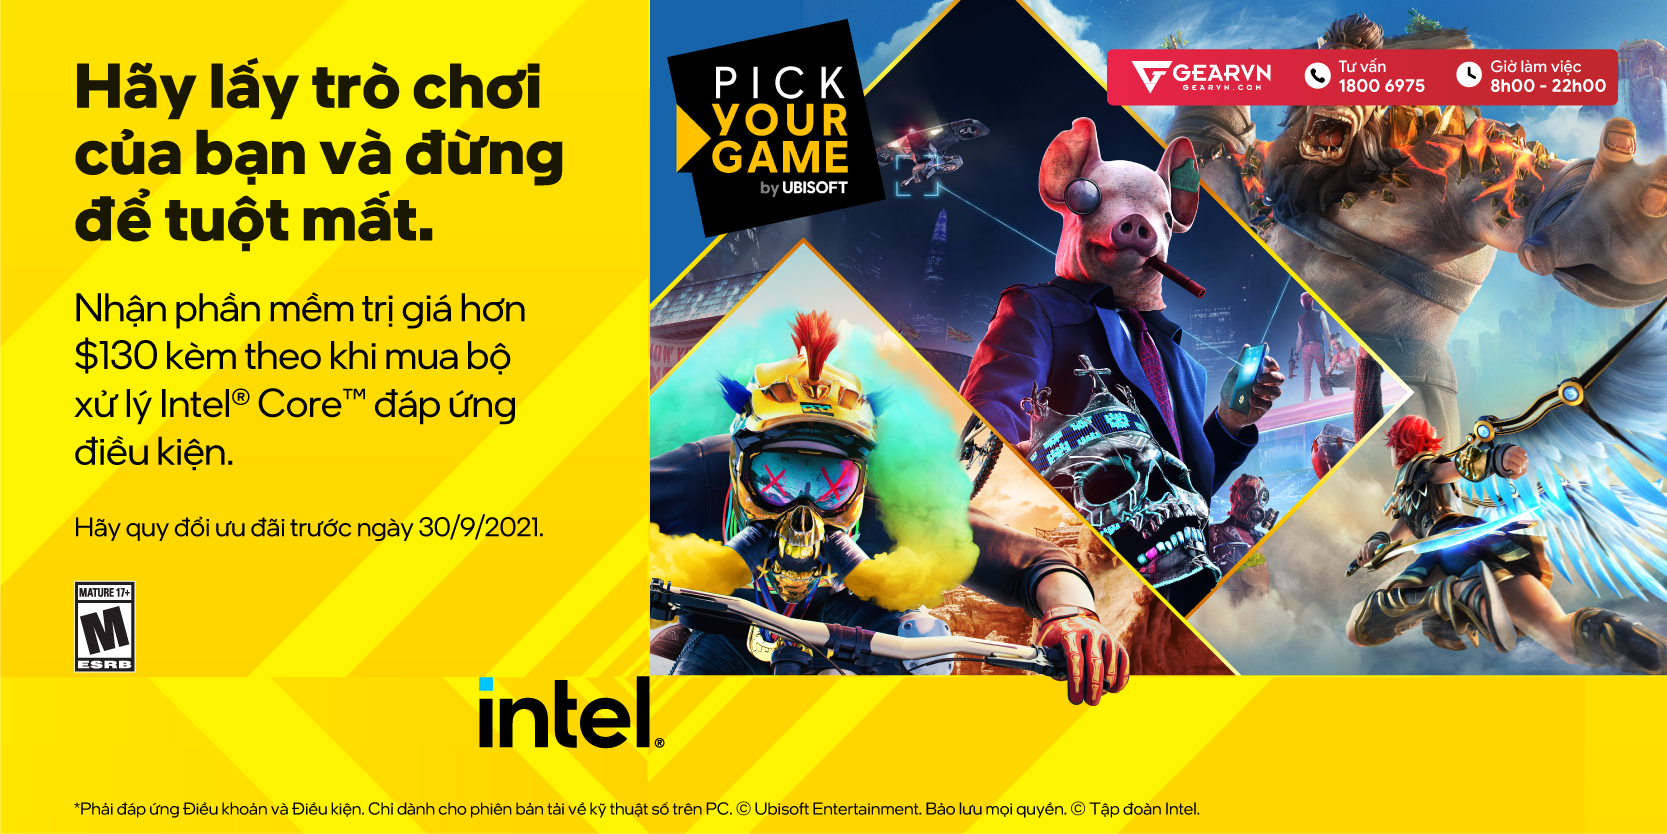 Hãy lấy trò chơi
của bạn và đừng
để tuột mất.
Nhận phần mềm trị giá hơn
$130 kèm theo khi mua bộ
xử lý Intel® Core™ đáp ứng
điều kiện.
Hãy quy đổi ưu đãi trước ngày 30/9/2021.
MATURE 17+
M
ESRB
PICK
YOUR
GAME
by UBISOFT
GEARVN
GEARVN.COM
Tư vấn
1800 6975
Giờ làm việc
8h00 - 22h00
intel®
*Phải đáp ứng Điều khoản và Điều kiện. Chỉ dành cho phiên bản tải về kỹ thuật số trên PC. © Ubisoft Entertainment. Bảo lưu mọi quyền. © Tập đoàn Intel.